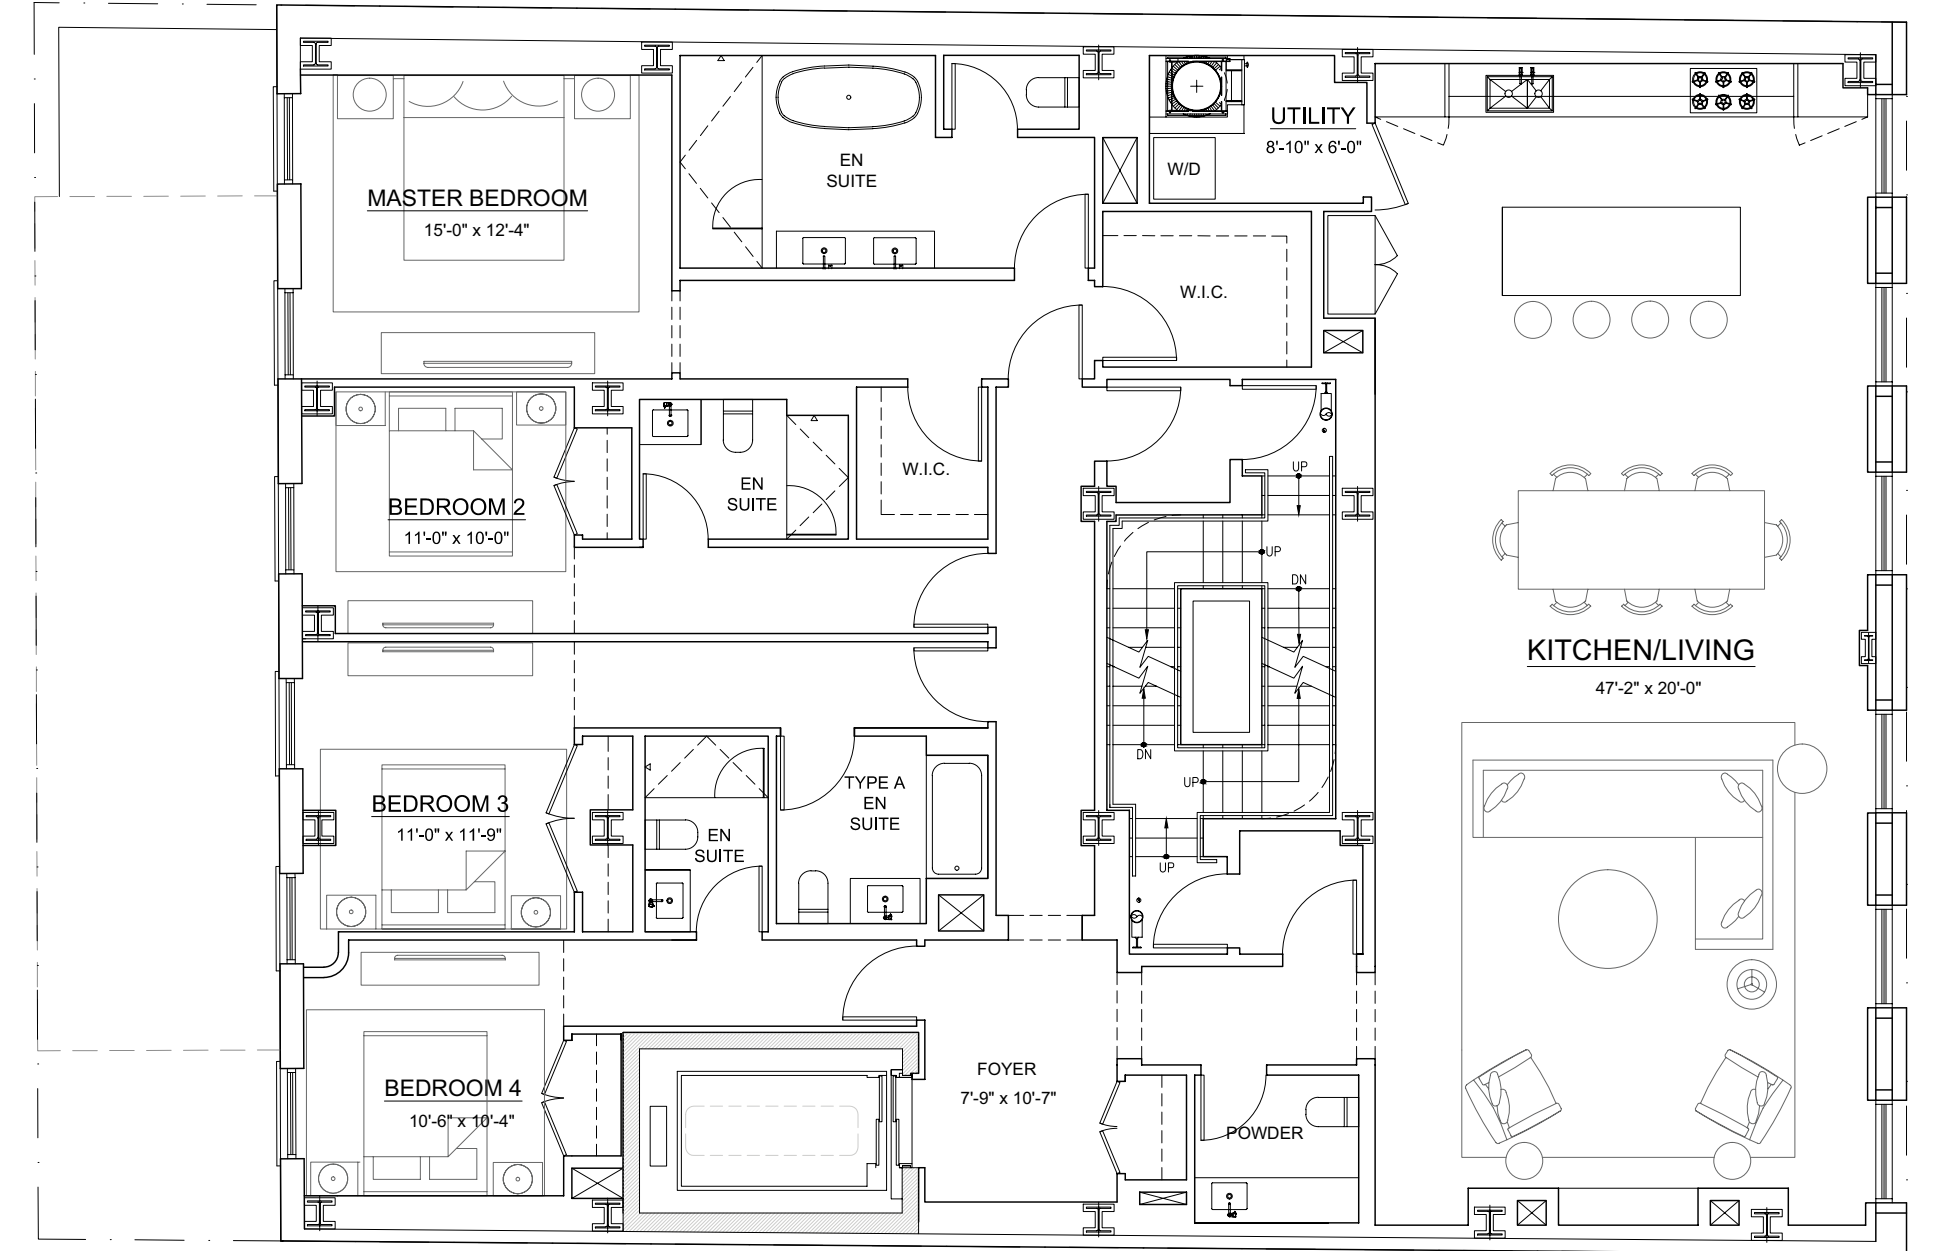 MASTER BEDROOM
15'-0" x 12'-4"
EN
SUITE
UTILITY
8'-10" x 6'-0"
W/D
W.I.C.
BEDROOM 2
11'-0" x 10'-0"
EN
SUITE
W.I.C.
UP
UP
DN
DN
UP
UP
KITCHEN/LIVING
47'-2" x 20'-0"
BEDROOM 3
11'-0" x 11'-9"
EN
SUITE
TYPE A
EN
SUITE
BEDROOM 4
10'-6" x 10'-4"
FOYER
7'-9" x 10'-7"
POWDER